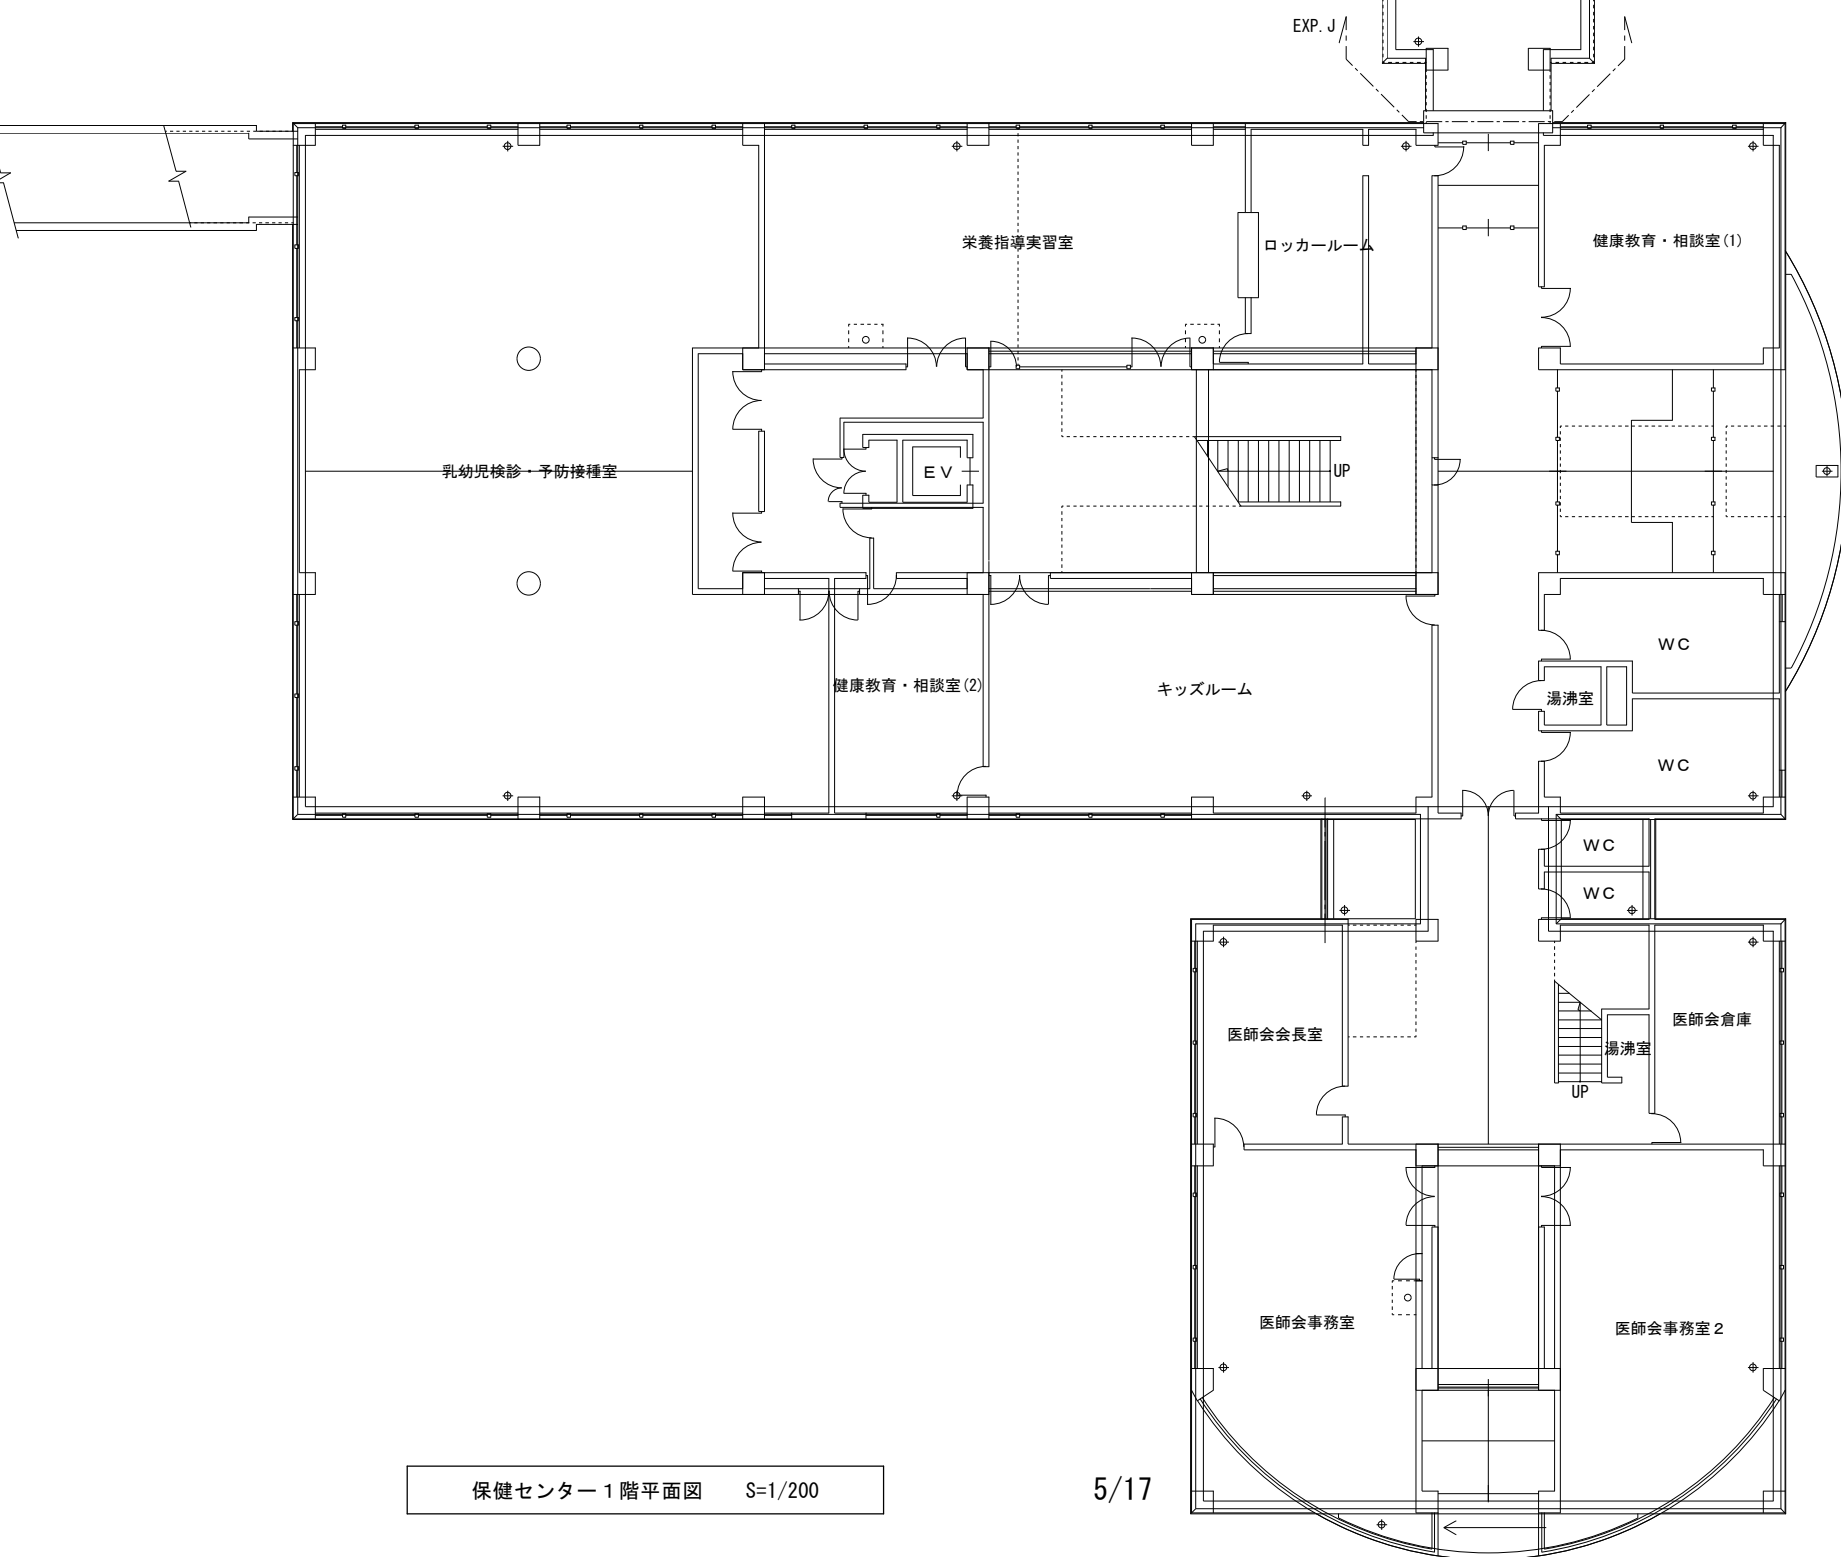 EXP.J
栄養指導実習室
ロッカールーム
健康教育・相談室(1)
乳幼児検診・予防接種室
EV
UP
WC
健康教育・相談室(2)
キッズルーム
湯沸室
WC
WC
WC
医師会会長室
医師会倉庫
湯沸室
UP
医師会事務室
医師会事務室2
保健センター1階平面図 S=1/200
5/17